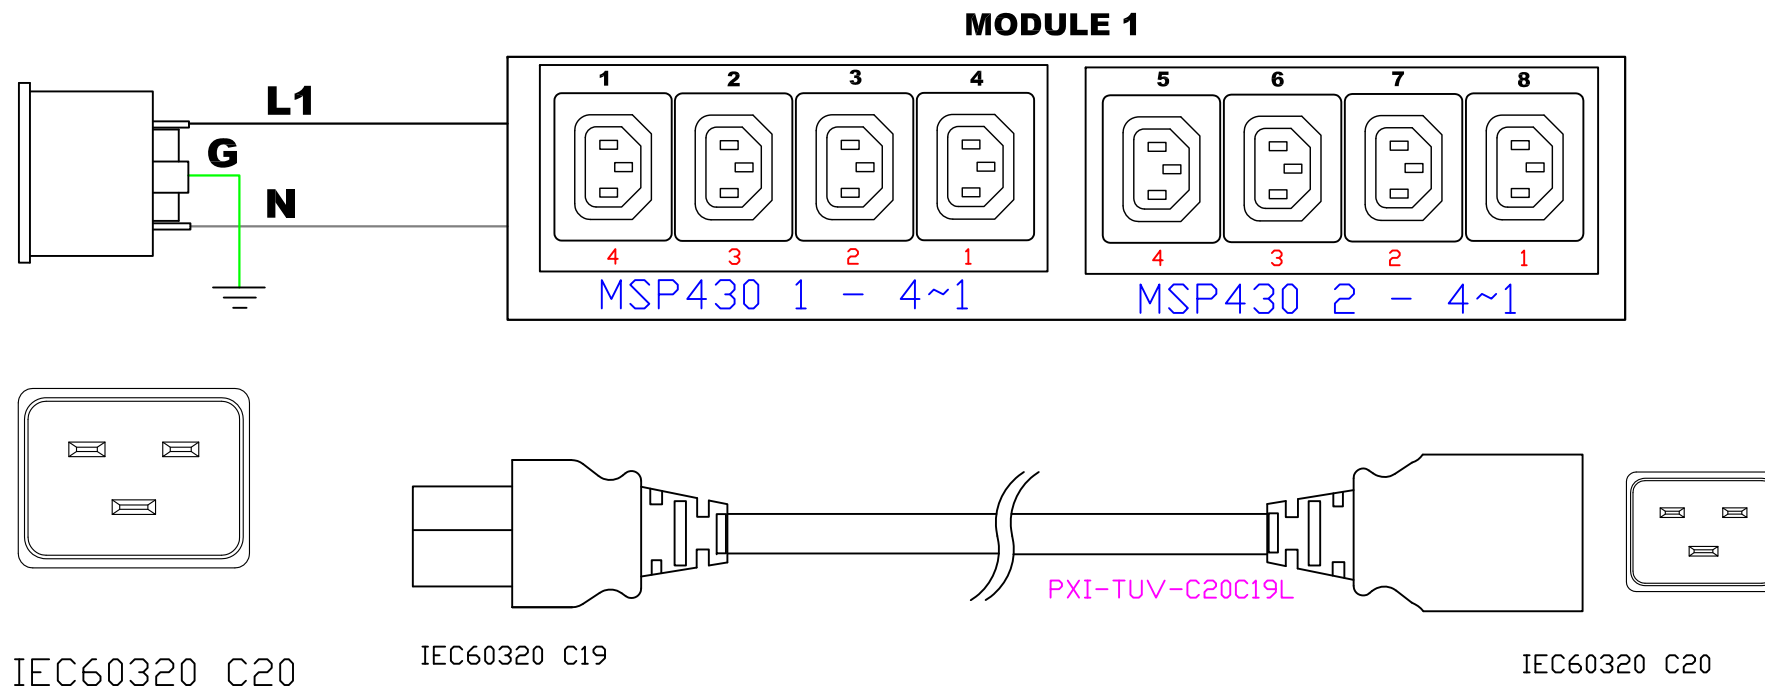 MODULE 1
1 2 3 4 5 6 7 8
L1
G
N
4 3 2 1 4 3 2 1
MSP430 1 - 4~1 MSP430 2 - 4~1
PXI-TUV-C20C19L
IEC60320 C20
IEC60320 C19
IEC60320 C20